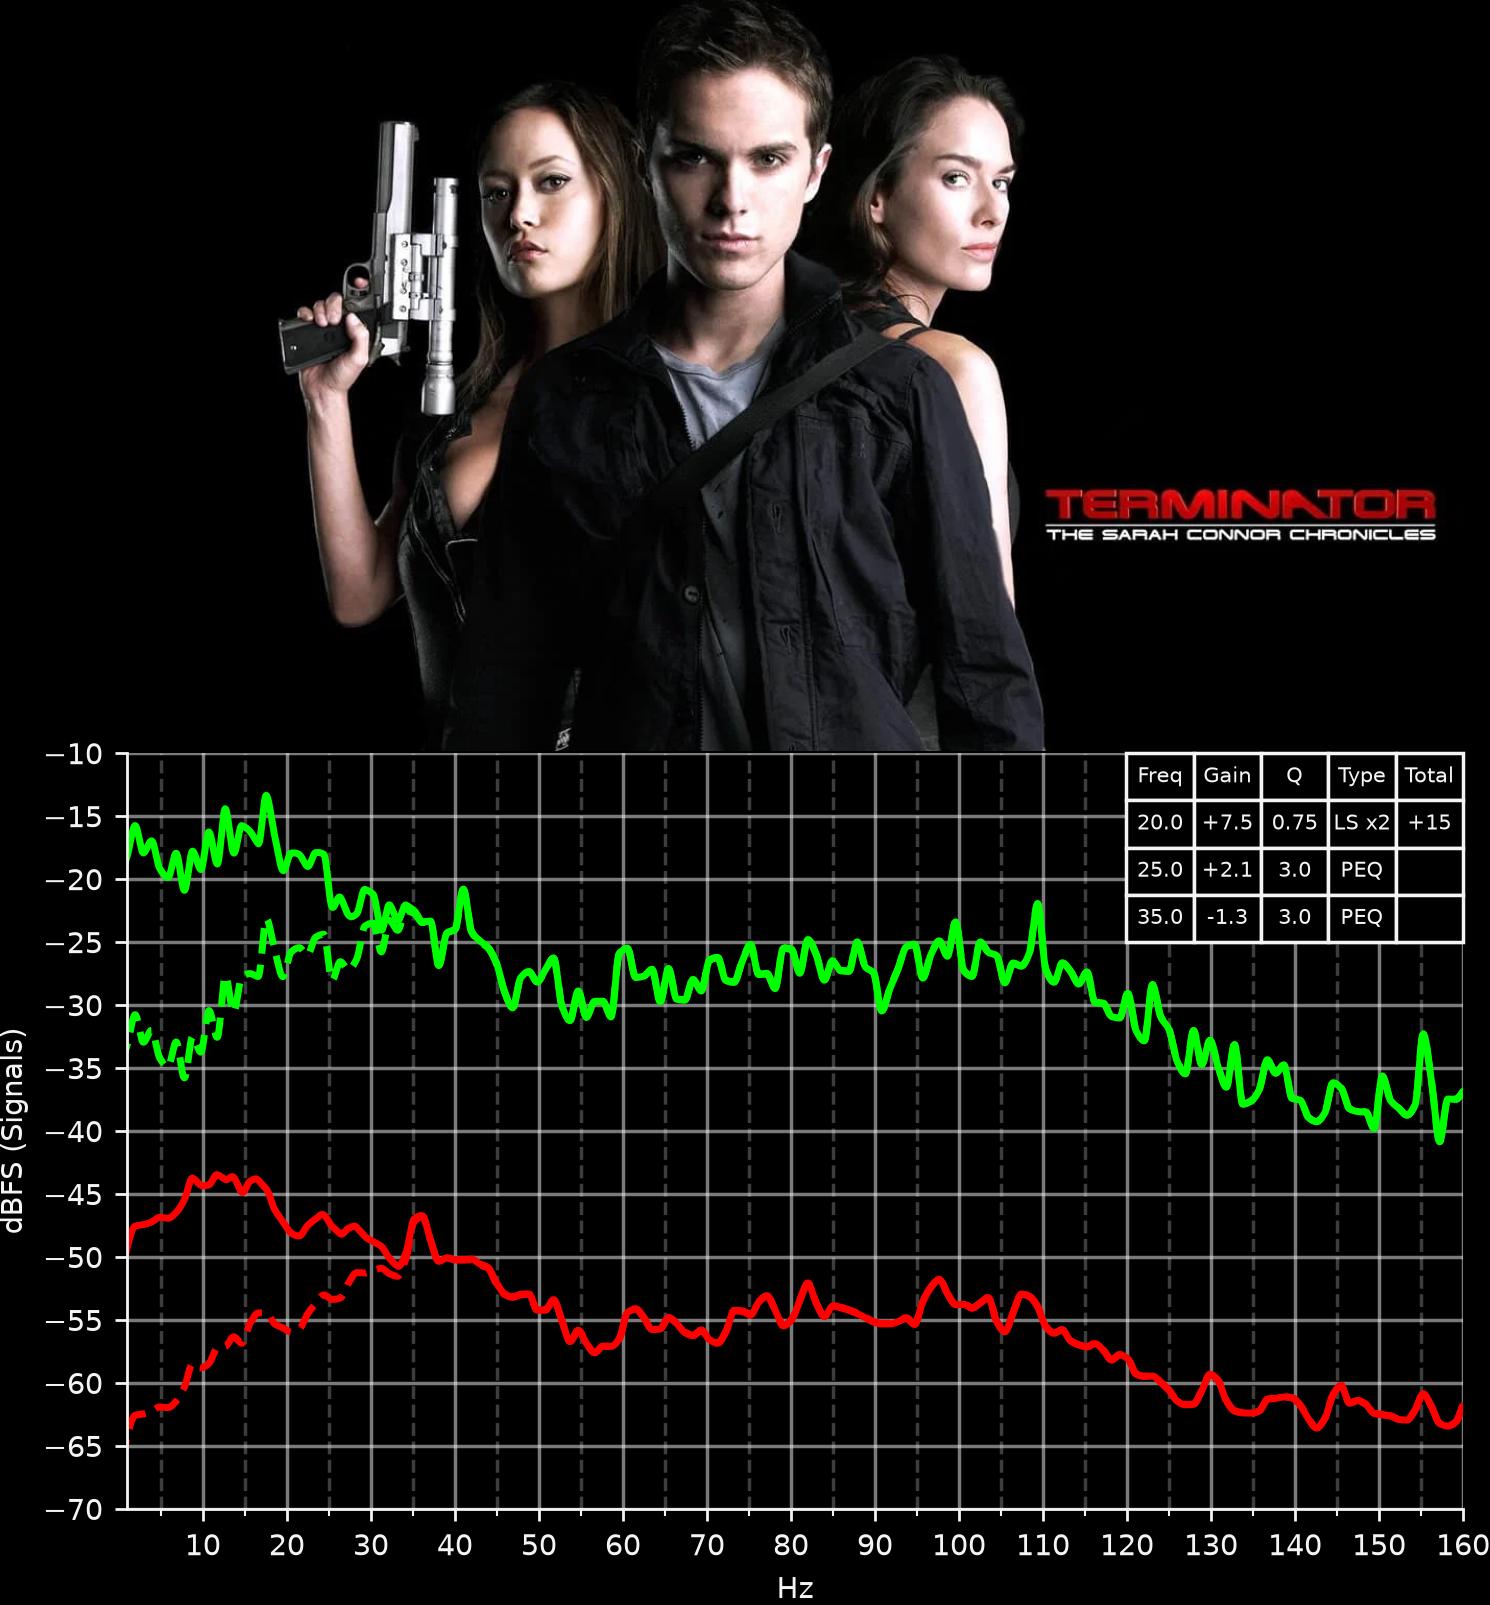 TERMINATOR
THE SARAH CONNOR CHRONICLES
Freq Gain Q Type Total
20.0 +7.5 0.75 LS x2 +15
25.0 +2.1 3.0 PEQ
35.0 -1.3 3.0 PEQ
−10
−15
−20
−25
−30
−35
−40
−45
−50
−55
−60
−65
−70
dBFS (Signals)
10 20 30 40 50 60 70 80 90 100 110 120 130 140 150 160
Hz